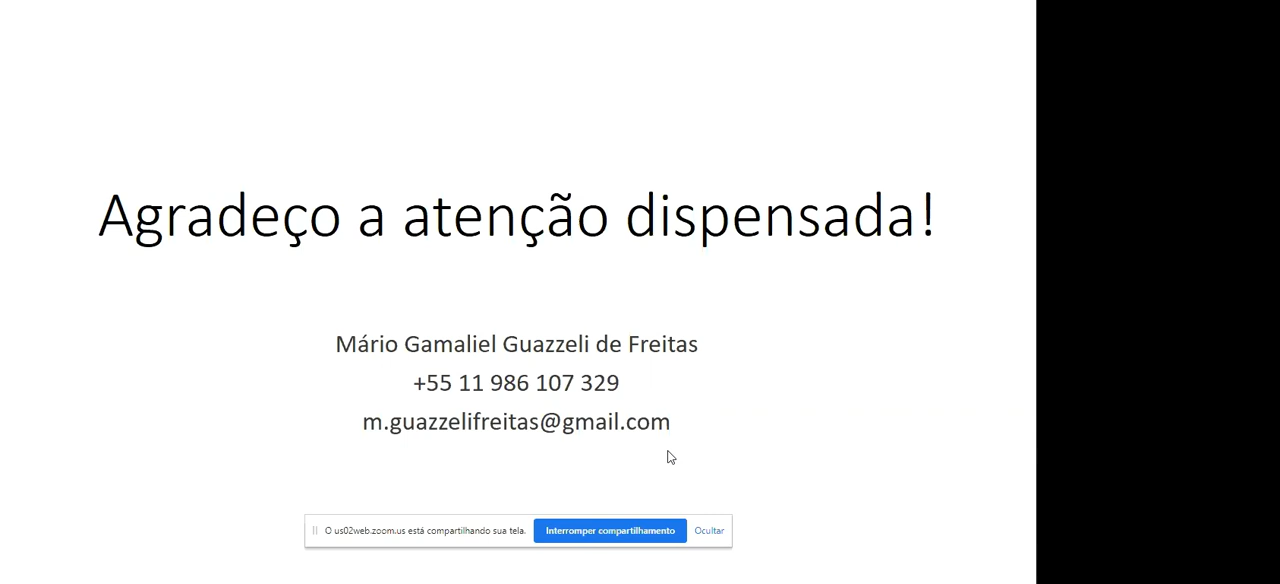 Agradeço a atenção dispensada!
Mário Gamaliel Guazzeli de Freitas
+55 11 986 107 329
m.guazzelifreitas@gmail.com
O us02web.zoom.us está compartilhando sua tela. Interromper compartilhamento Ocultar